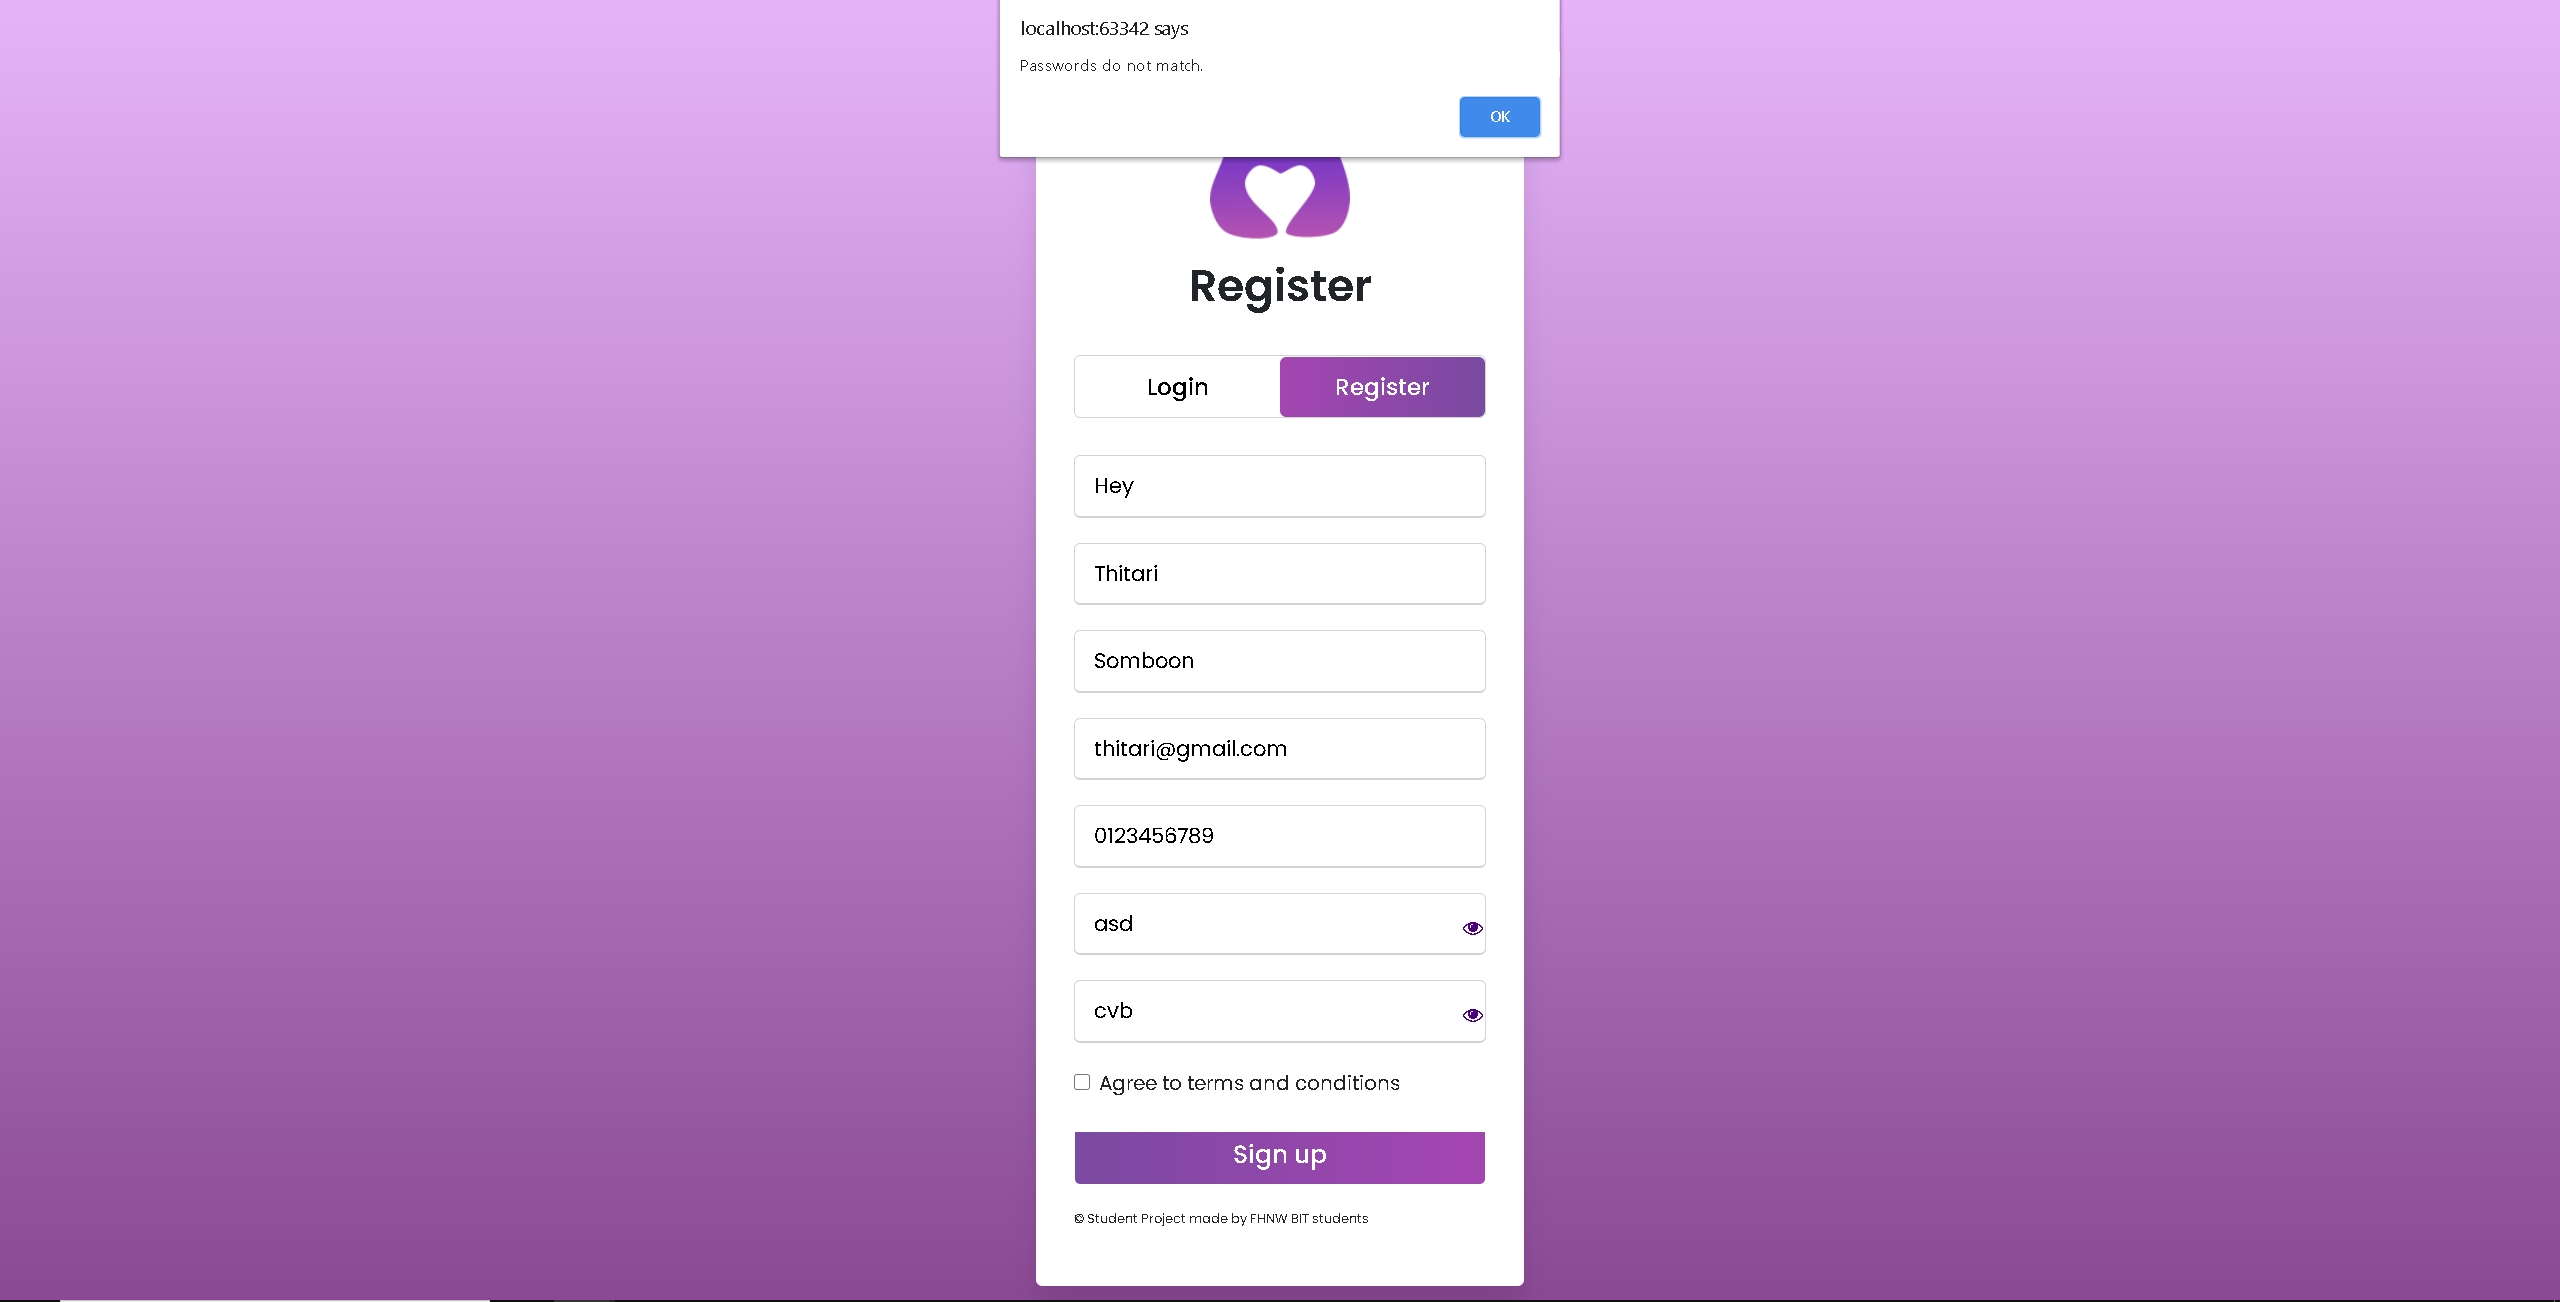 localhost:63342 says
Passwords do not match.
OK
Register
Login Register
Hey
Thitari
Somboon
thitari@gmail.com
0123456789
asd
cvb
Agree to terms and conditions
Sign up
© Student Project made by FHNW BIT students